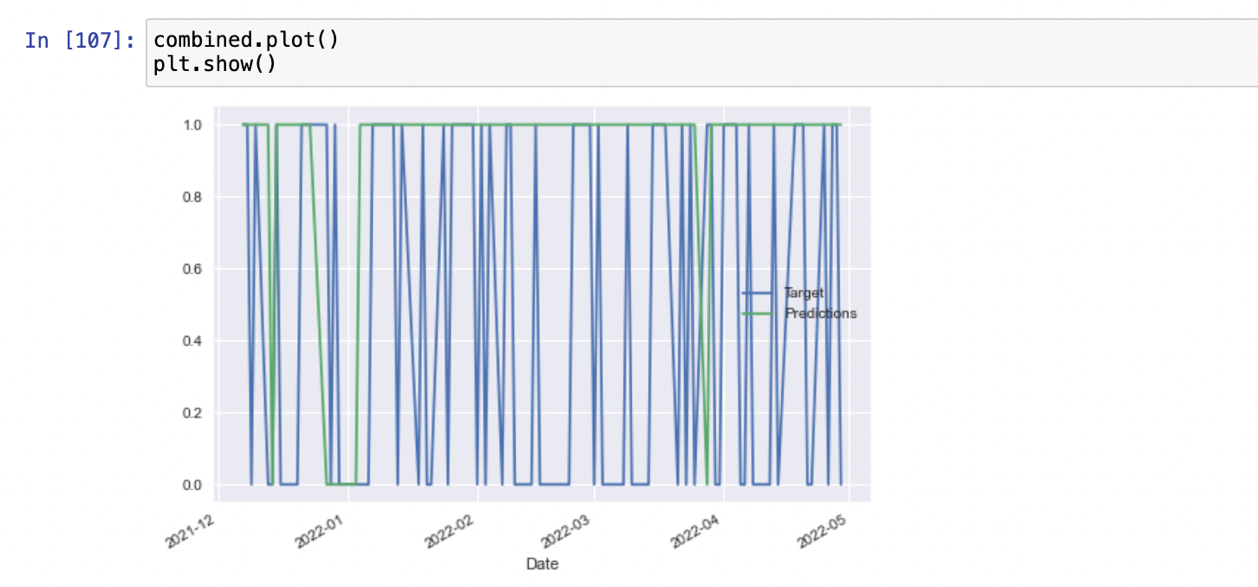 In [107]:
combined.plot()
plt.show()
1.0
0.8
0.6
0.4
0.2
0.0
Target
Predictions
2021-12
2022-01
2022-02
2022-03
2022-04
2022-05
Date